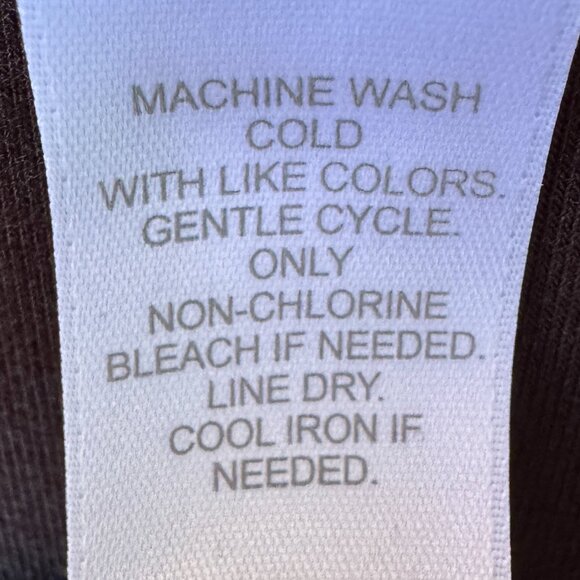 MACHINE WASH
COLD
WITH LIKE COLORS.
GENTLE CYCLE.
ONLY
NON-CHLORINE
BLEACH IF NEEDED.
LINE DRY.
COOL IRON IF
NEEDED.